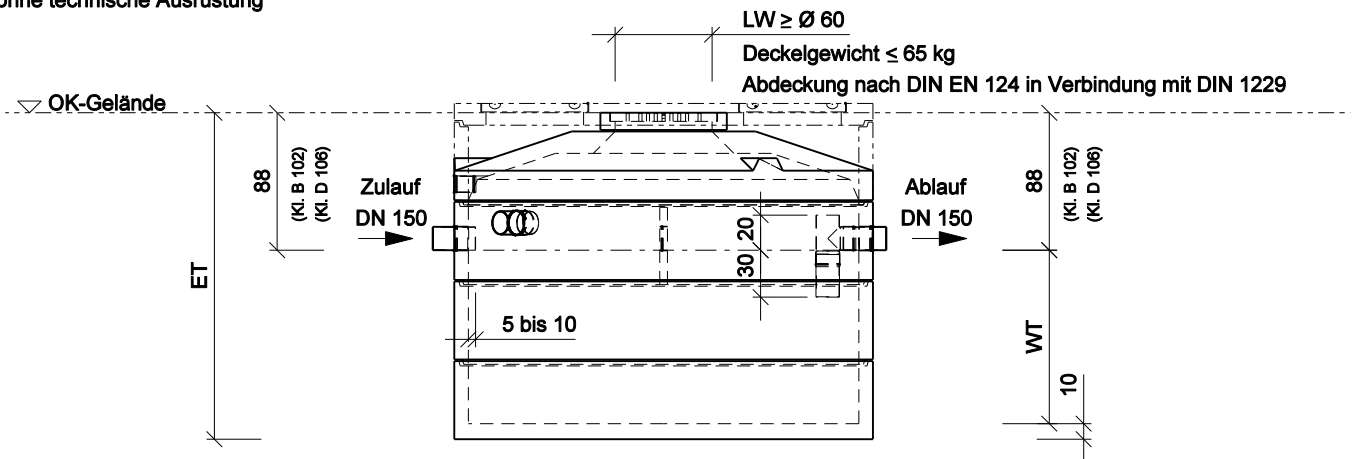 ohne technische Ausrüstung
LW ≥ Ø 60
Deckelgewicht ≤ 65 kg
Abdeckung nach DIN EN 124 in Verbindung mit DIN 1229
OK-Gelände
88
(Kl. B 102)
(Kl. D 106)
Zulauf
DN 150
ET
5 bis 10
20
30
Ablauf
DN 150
88
(Kl. B 102)
(Kl. D 106)
WT
10